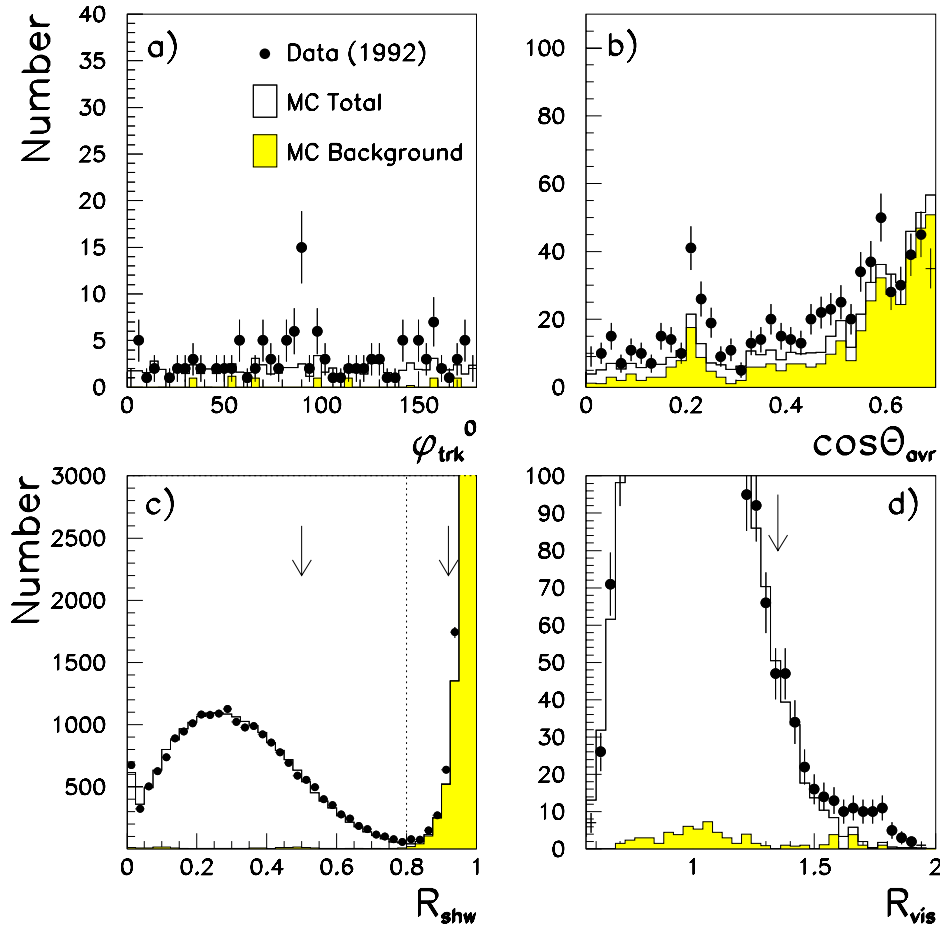 Number
40
35
30
25
20
15
10
5
0
a)
Data (1992)
MC Total
MC Background
0 50 100 150
φtrk0
100
80
60
40
20
0
b)
0 0.2 0.4 0.6
cosΘavr
Number
3000
2500
2000
1500
1000
500
c)
0 0.2 0.4 0.6 0.8 1
Rshw
100
90
80
70
60
50
40
30
20
10
0
d)
1 1.5 2
Rvis